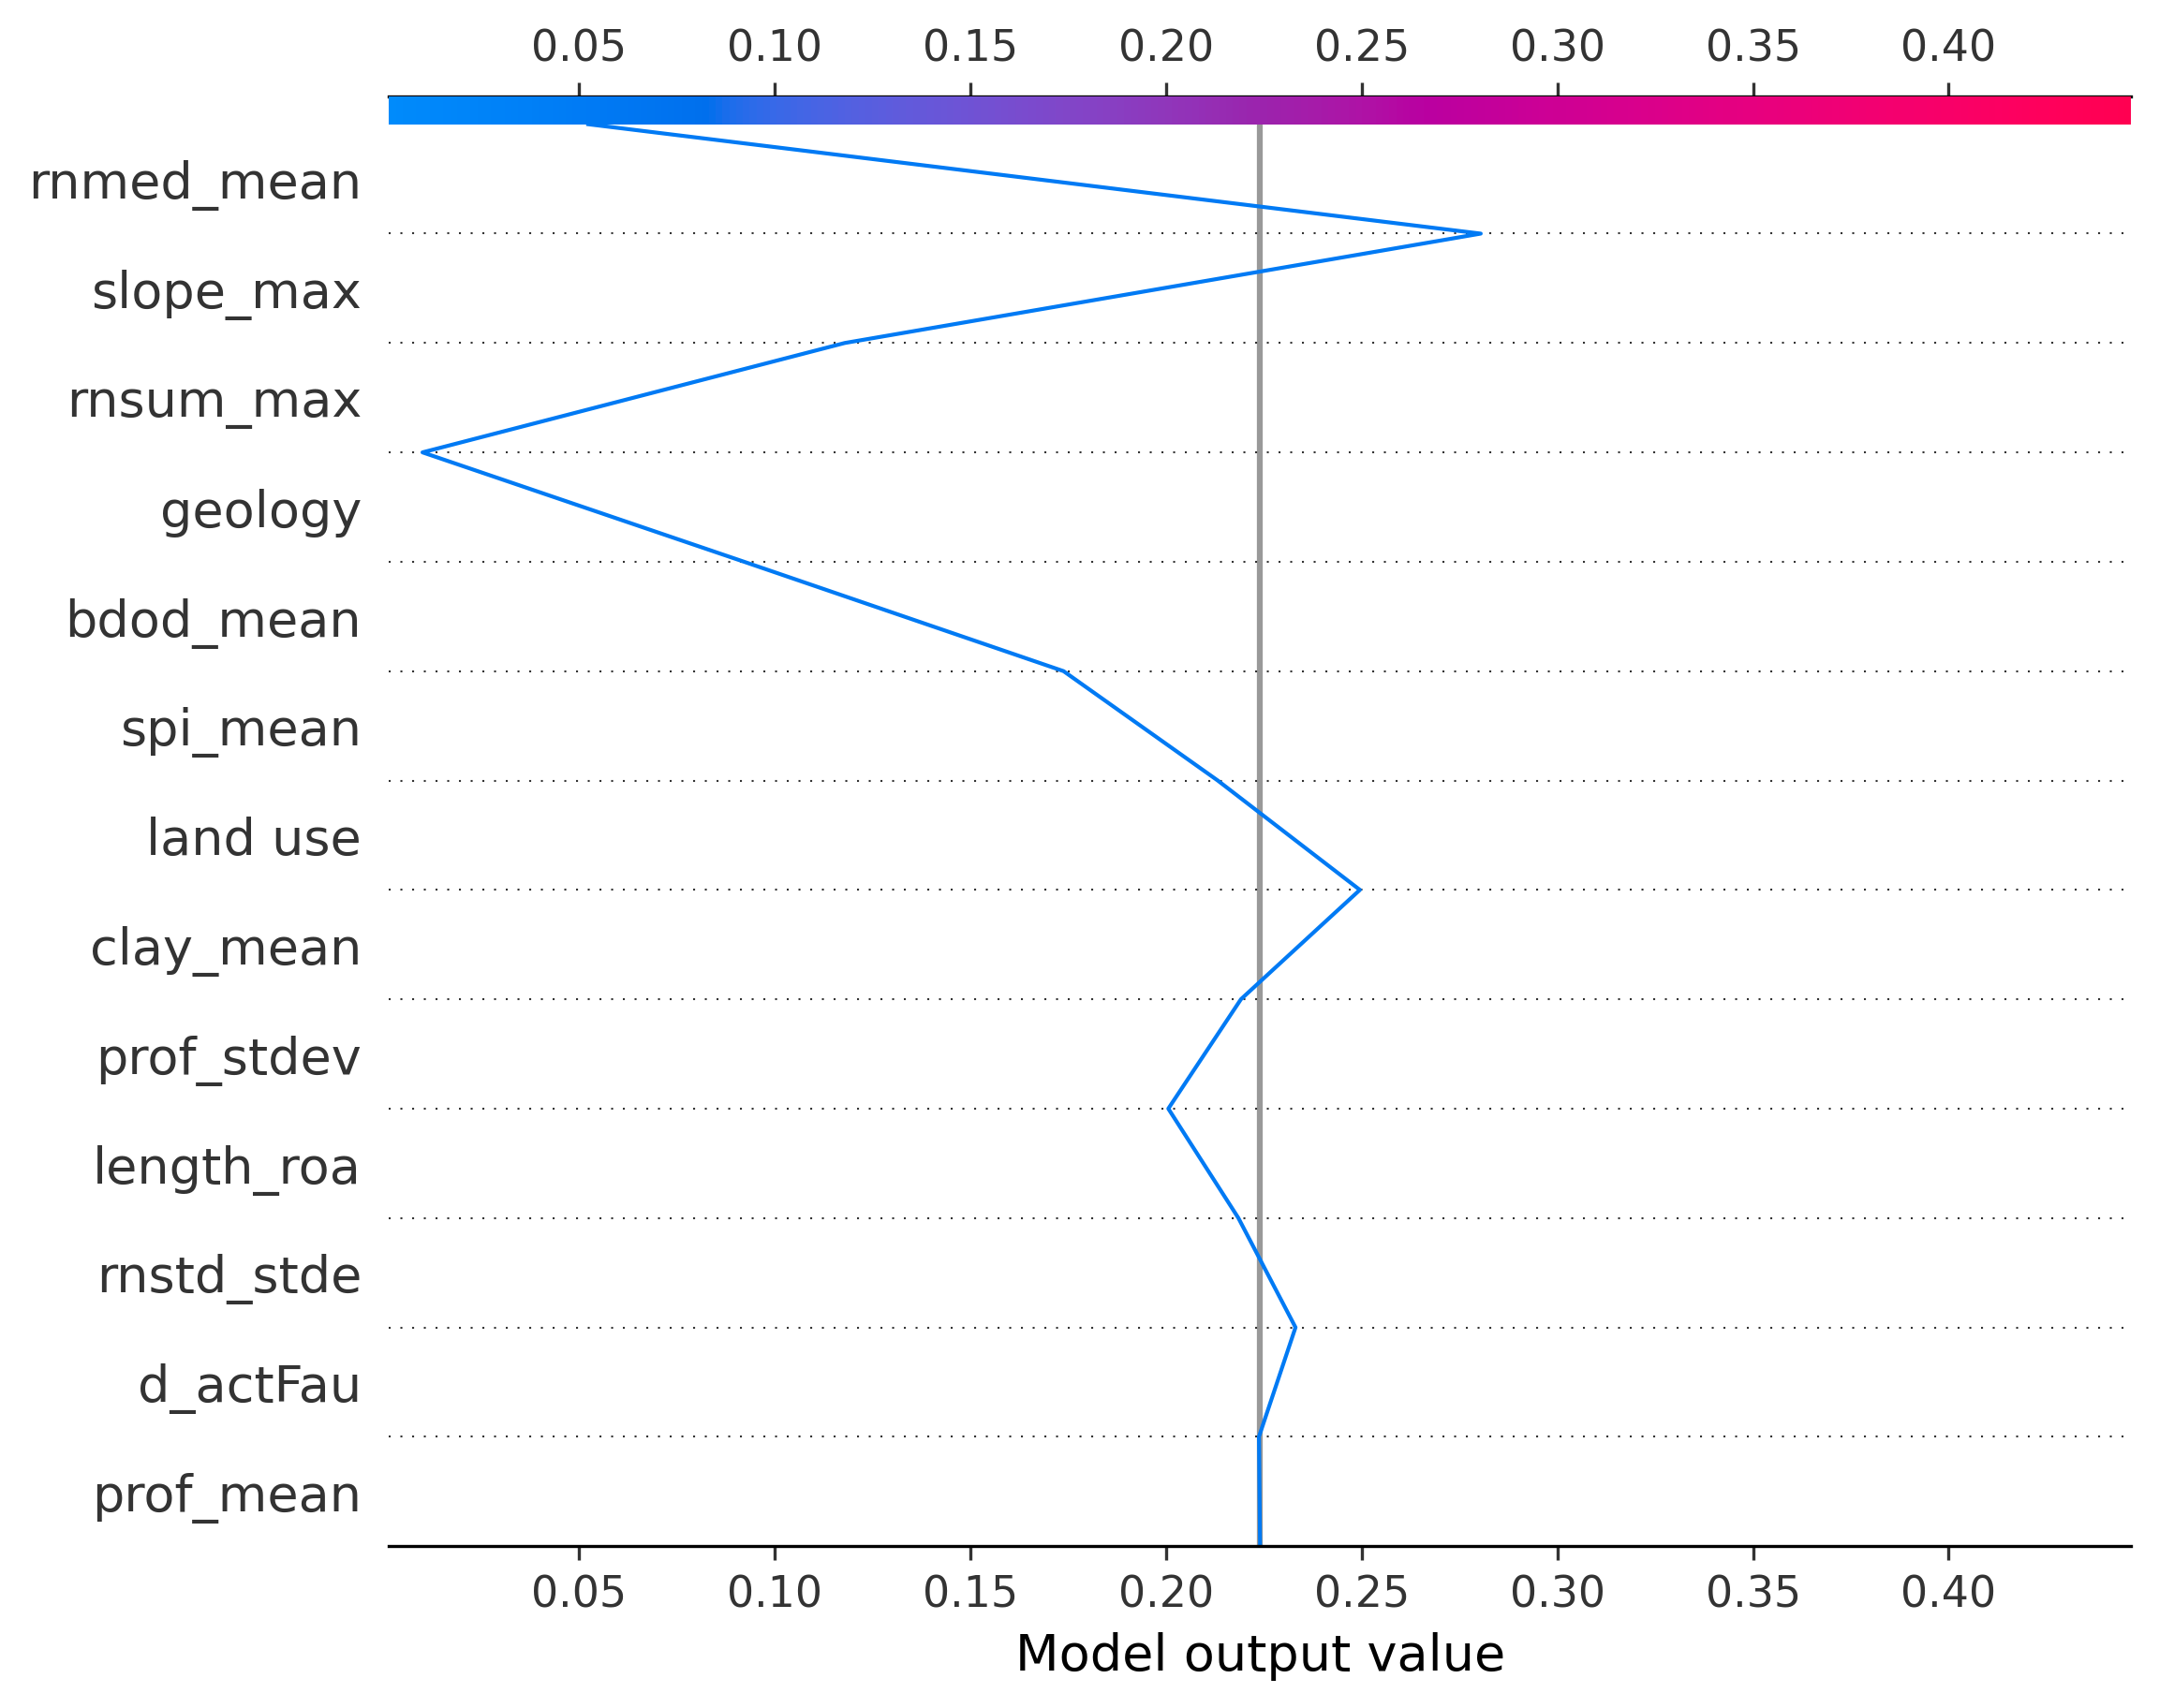 0.05 0.10 0.15 0.20 0.25 0.30 0.35 0.40
rnmed_mean
slope_max
rnsum_max
geology
bdod_mean
spi_mean
land use
clay_mean
prof_stdev
length_roa
rnstd_stde
d_actFau
prof_mean
0.05 0.10 0.15 0.20 0.25 0.30 0.35 0.40
Model output value